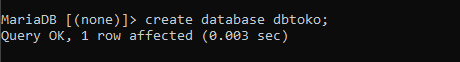 MariaDB [(none)]> create database dbtoko;
Query OK, 1 row affected (0.003 sec)